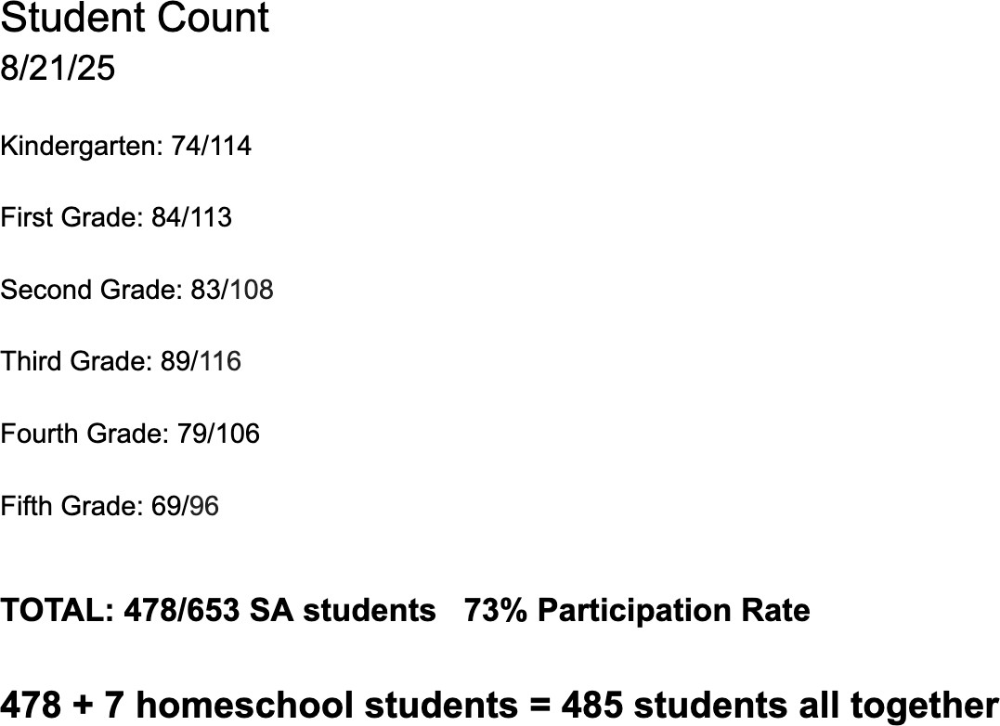 Student Count
8/21/25
Kindergarten: 74/114
First Grade: 84/113
Second Grade: 83/108
Third Grade: 89/116
Fourth Grade: 79/106
Fifth Grade: 69/96
TOTAL: 478/653 SA students   73% Participation Rate
478 + 7 homeschool students = 485 students all together